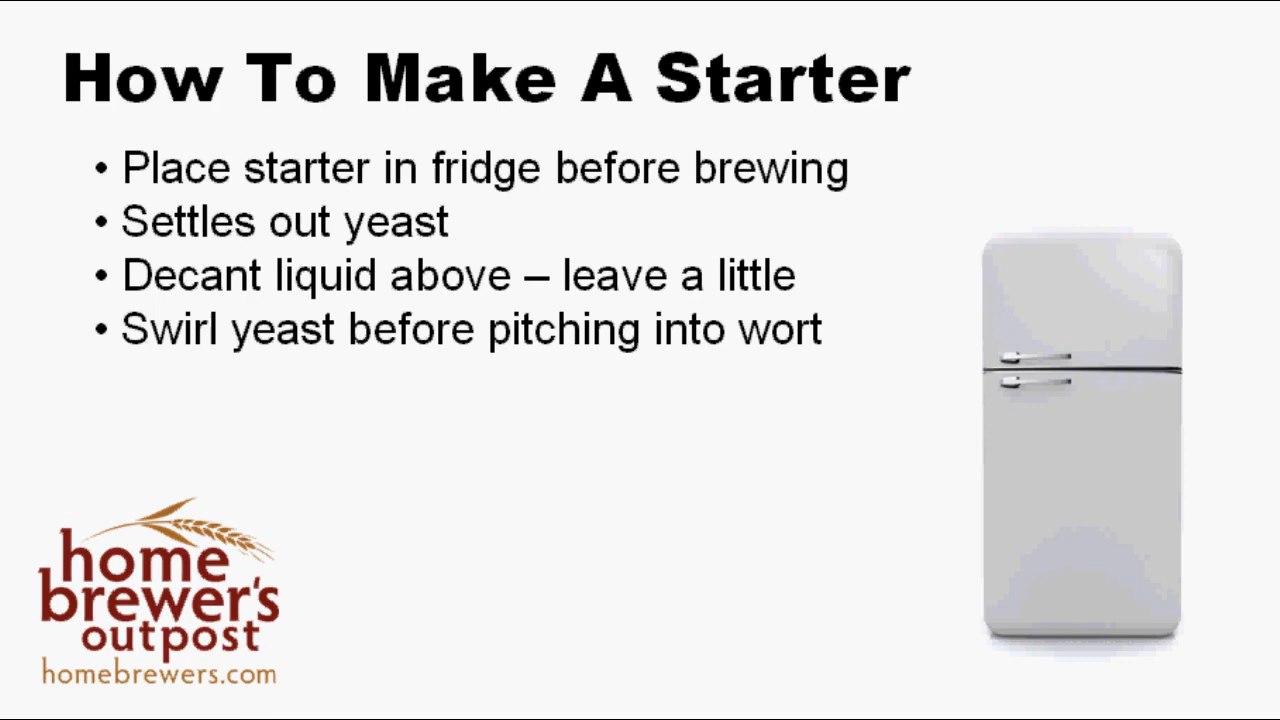 How To Make A Starter
• Place starter in fridge before brewing
• Settles out yeast
• Decant liquid above – leave a little
• Swirl yeast before pitching into wort
home
brewer's
outpost
homebrewers.com